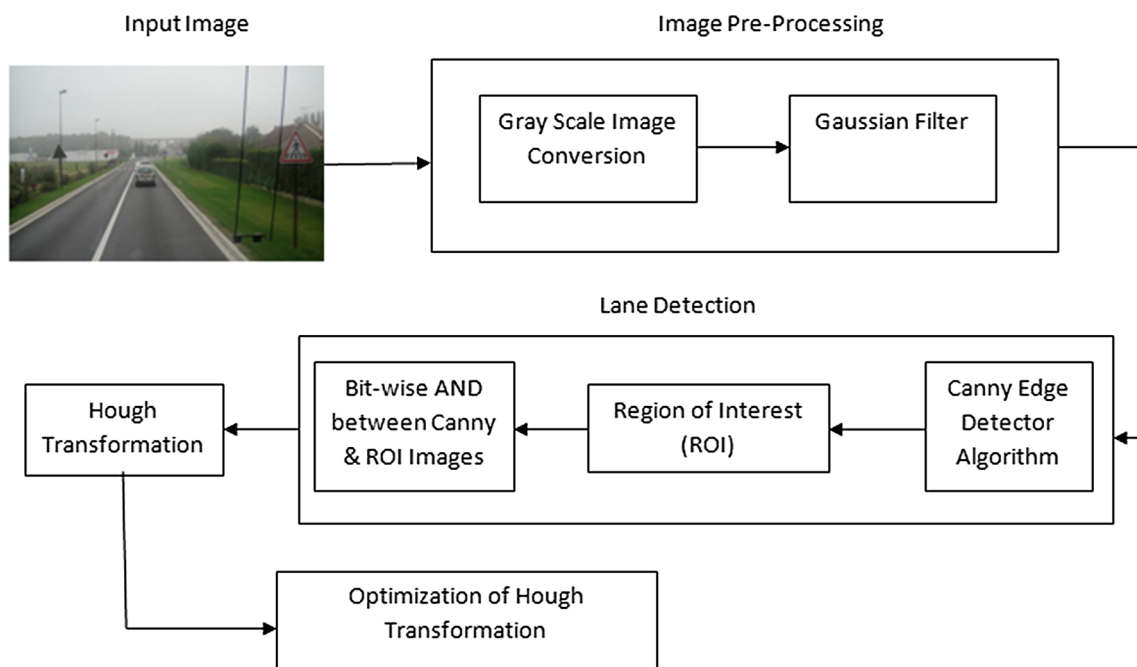 Input Image
Image Pre-Processing
Gray Scale Image
Conversion
Gaussian Filter
Lane Detection
Canny Edge
Detector
Algorithm
Region of Interest
(ROI)
Bit-wise AND
between Canny
& ROI Images
Hough
Transformation
Optimization of Hough
Transformation